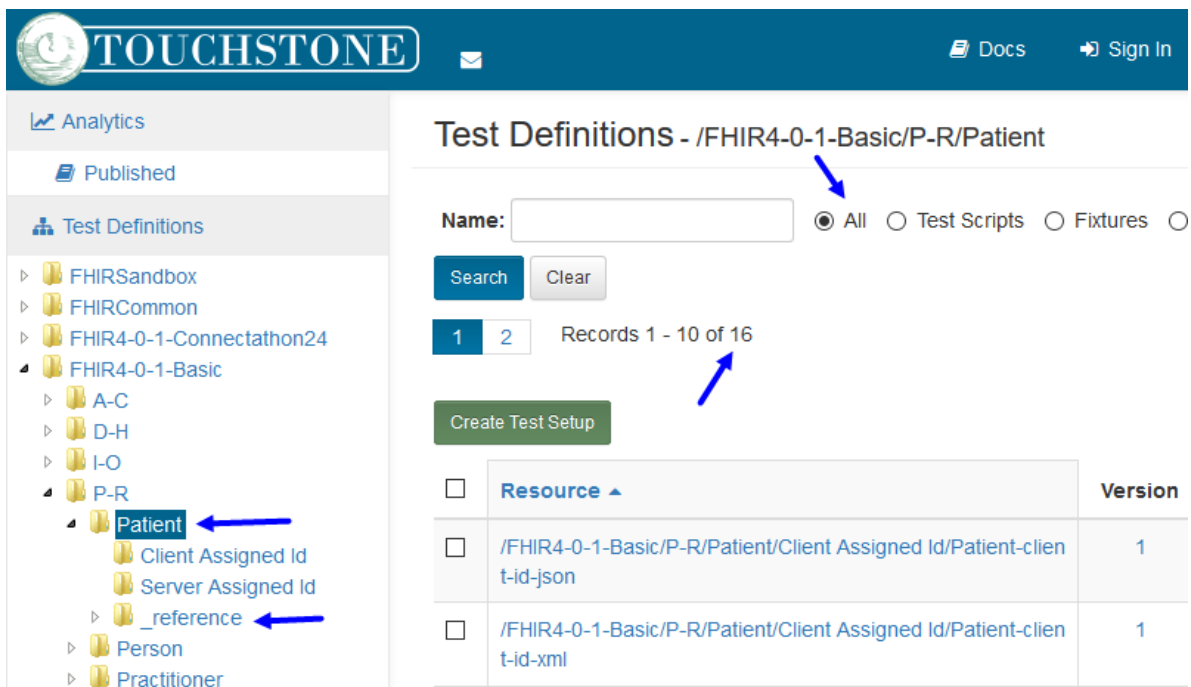 TOUCHSTONE
Docs
Sign In
Analytics
Published
Test Definitions
FHIRSandbox
FHIRCommon
FHIR4-0-1-Connectathon24
FHIR4-0-1-Basic
A-C
D-H
I-O
P-R
Patient
Client Assigned Id
Server Assigned Id
_reference
Person
Practitioner
Test Definitions - /FHIR4-0-1-Basic/P-R/Patient
Name:
All
Test Scripts
Fixtures
Search
Clear
1 2 Records 1 - 10 of 16
Create Test Setup
Resource Version
/FHIR4-0-1-Basic/P-R/Patient/Client Assigned Id/Patient-clien 1
t-id-json
/FHIR4-0-1-Basic/P-R/Patient/Client Assigned Id/Patient-clien 1
t-id-xml